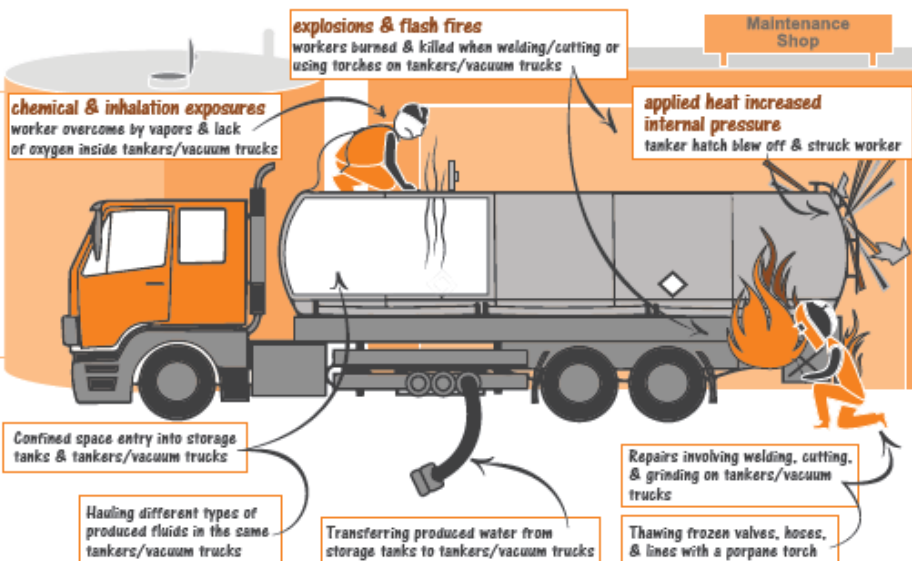 explosions & flash fires
workers burned & killed when welding/cutting or
using torches on tankers/vacuum trucks
Maintenance
Shop
chemical & inhalation exposures
worker overcome by vapors & lack
of oxygen inside tankers/vacuum trucks
applied heat increased
internal pressure
tanker hatch blew off & struck worker
Confined space entry into storage
tanks & tankers/vacuum trucks
Hauling different types of
produced fluids in the same
tankers/vacuum trucks
Transferring produced water from
storage tanks to tankers/vacuum trucks
Repairs involving welding, cutting,
& grinding on tankers/vacuum
trucks
Thawing frozen valves, hoses,
& lines with a porpane torch